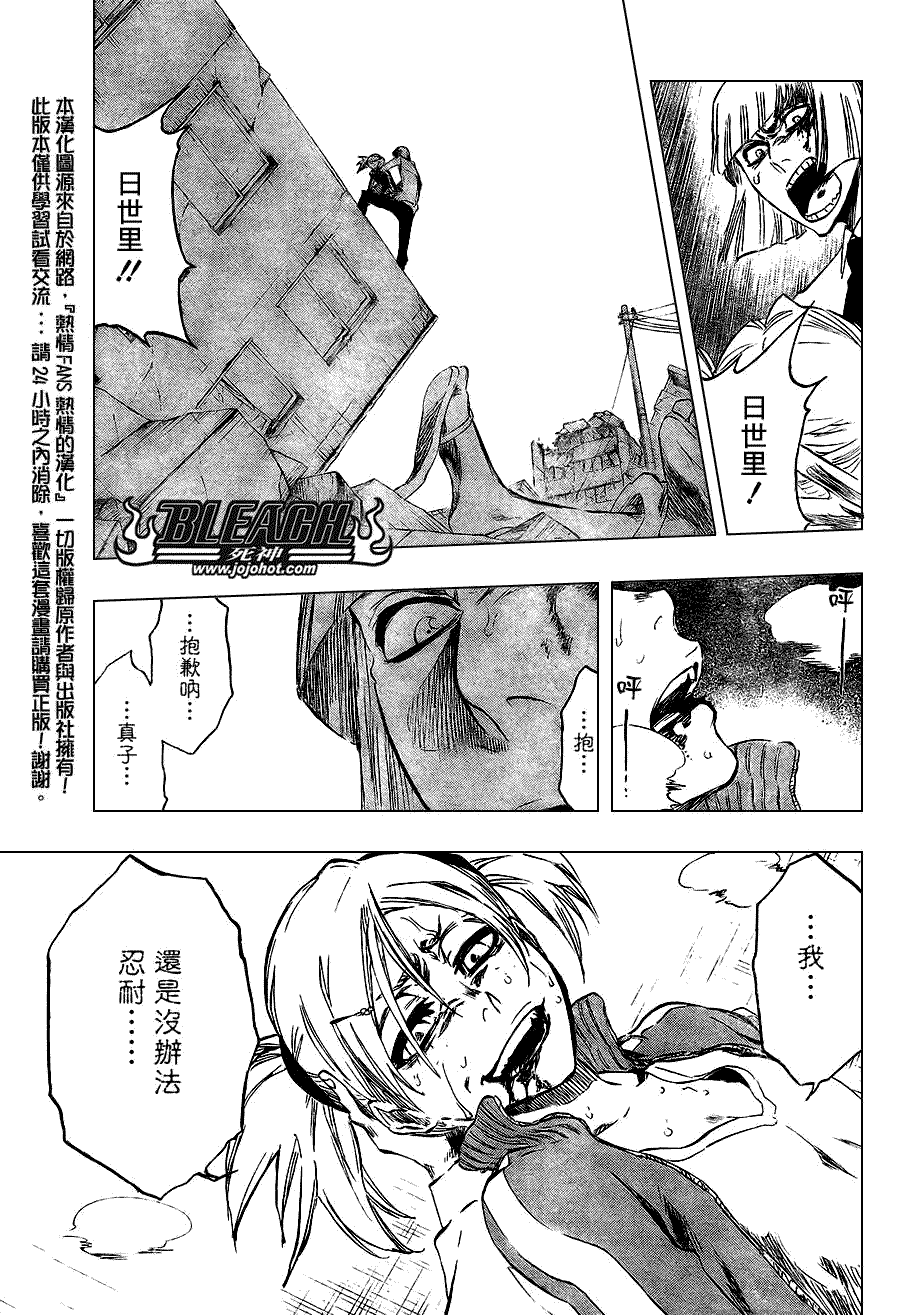 日世里!
日世里!!
呼
呼
…抱…
…抱歉吶…
…真子…
…我…
還是沒辦法
忍耐……
BLEACH
死神
www.jojohot.com
本漢化圖源來自於網路,『熱情FANS 熱情的漢化』一切版權歸原作者與出版社擁有!
此版本僅供學習試看交流... 請24小時之內消除,喜歡這套漫畫請購買正版!謝謝。